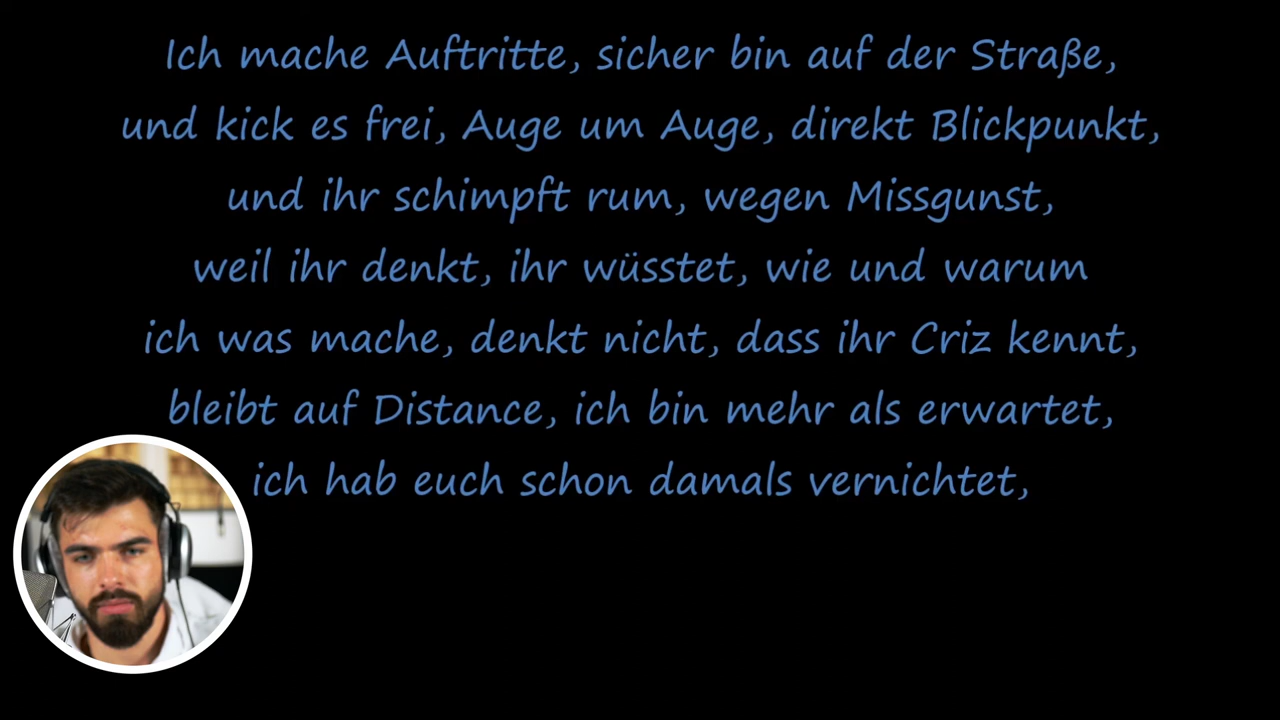 Ich mache Auftritte, sicher bin auf der Straße,
und kick es frei, Auge um Auge, direkt Blickpunkt,
und ihr schimpft rum, wegen Missgunst,
weil ihr denkt, ihr wüsstet, wie und warum
ich was mache, denkt nicht, dass ihr Criz kennt,
bleibt auf Distance, ich bin mehr als erwartet,
ich hab euch schon damals vernichtet,